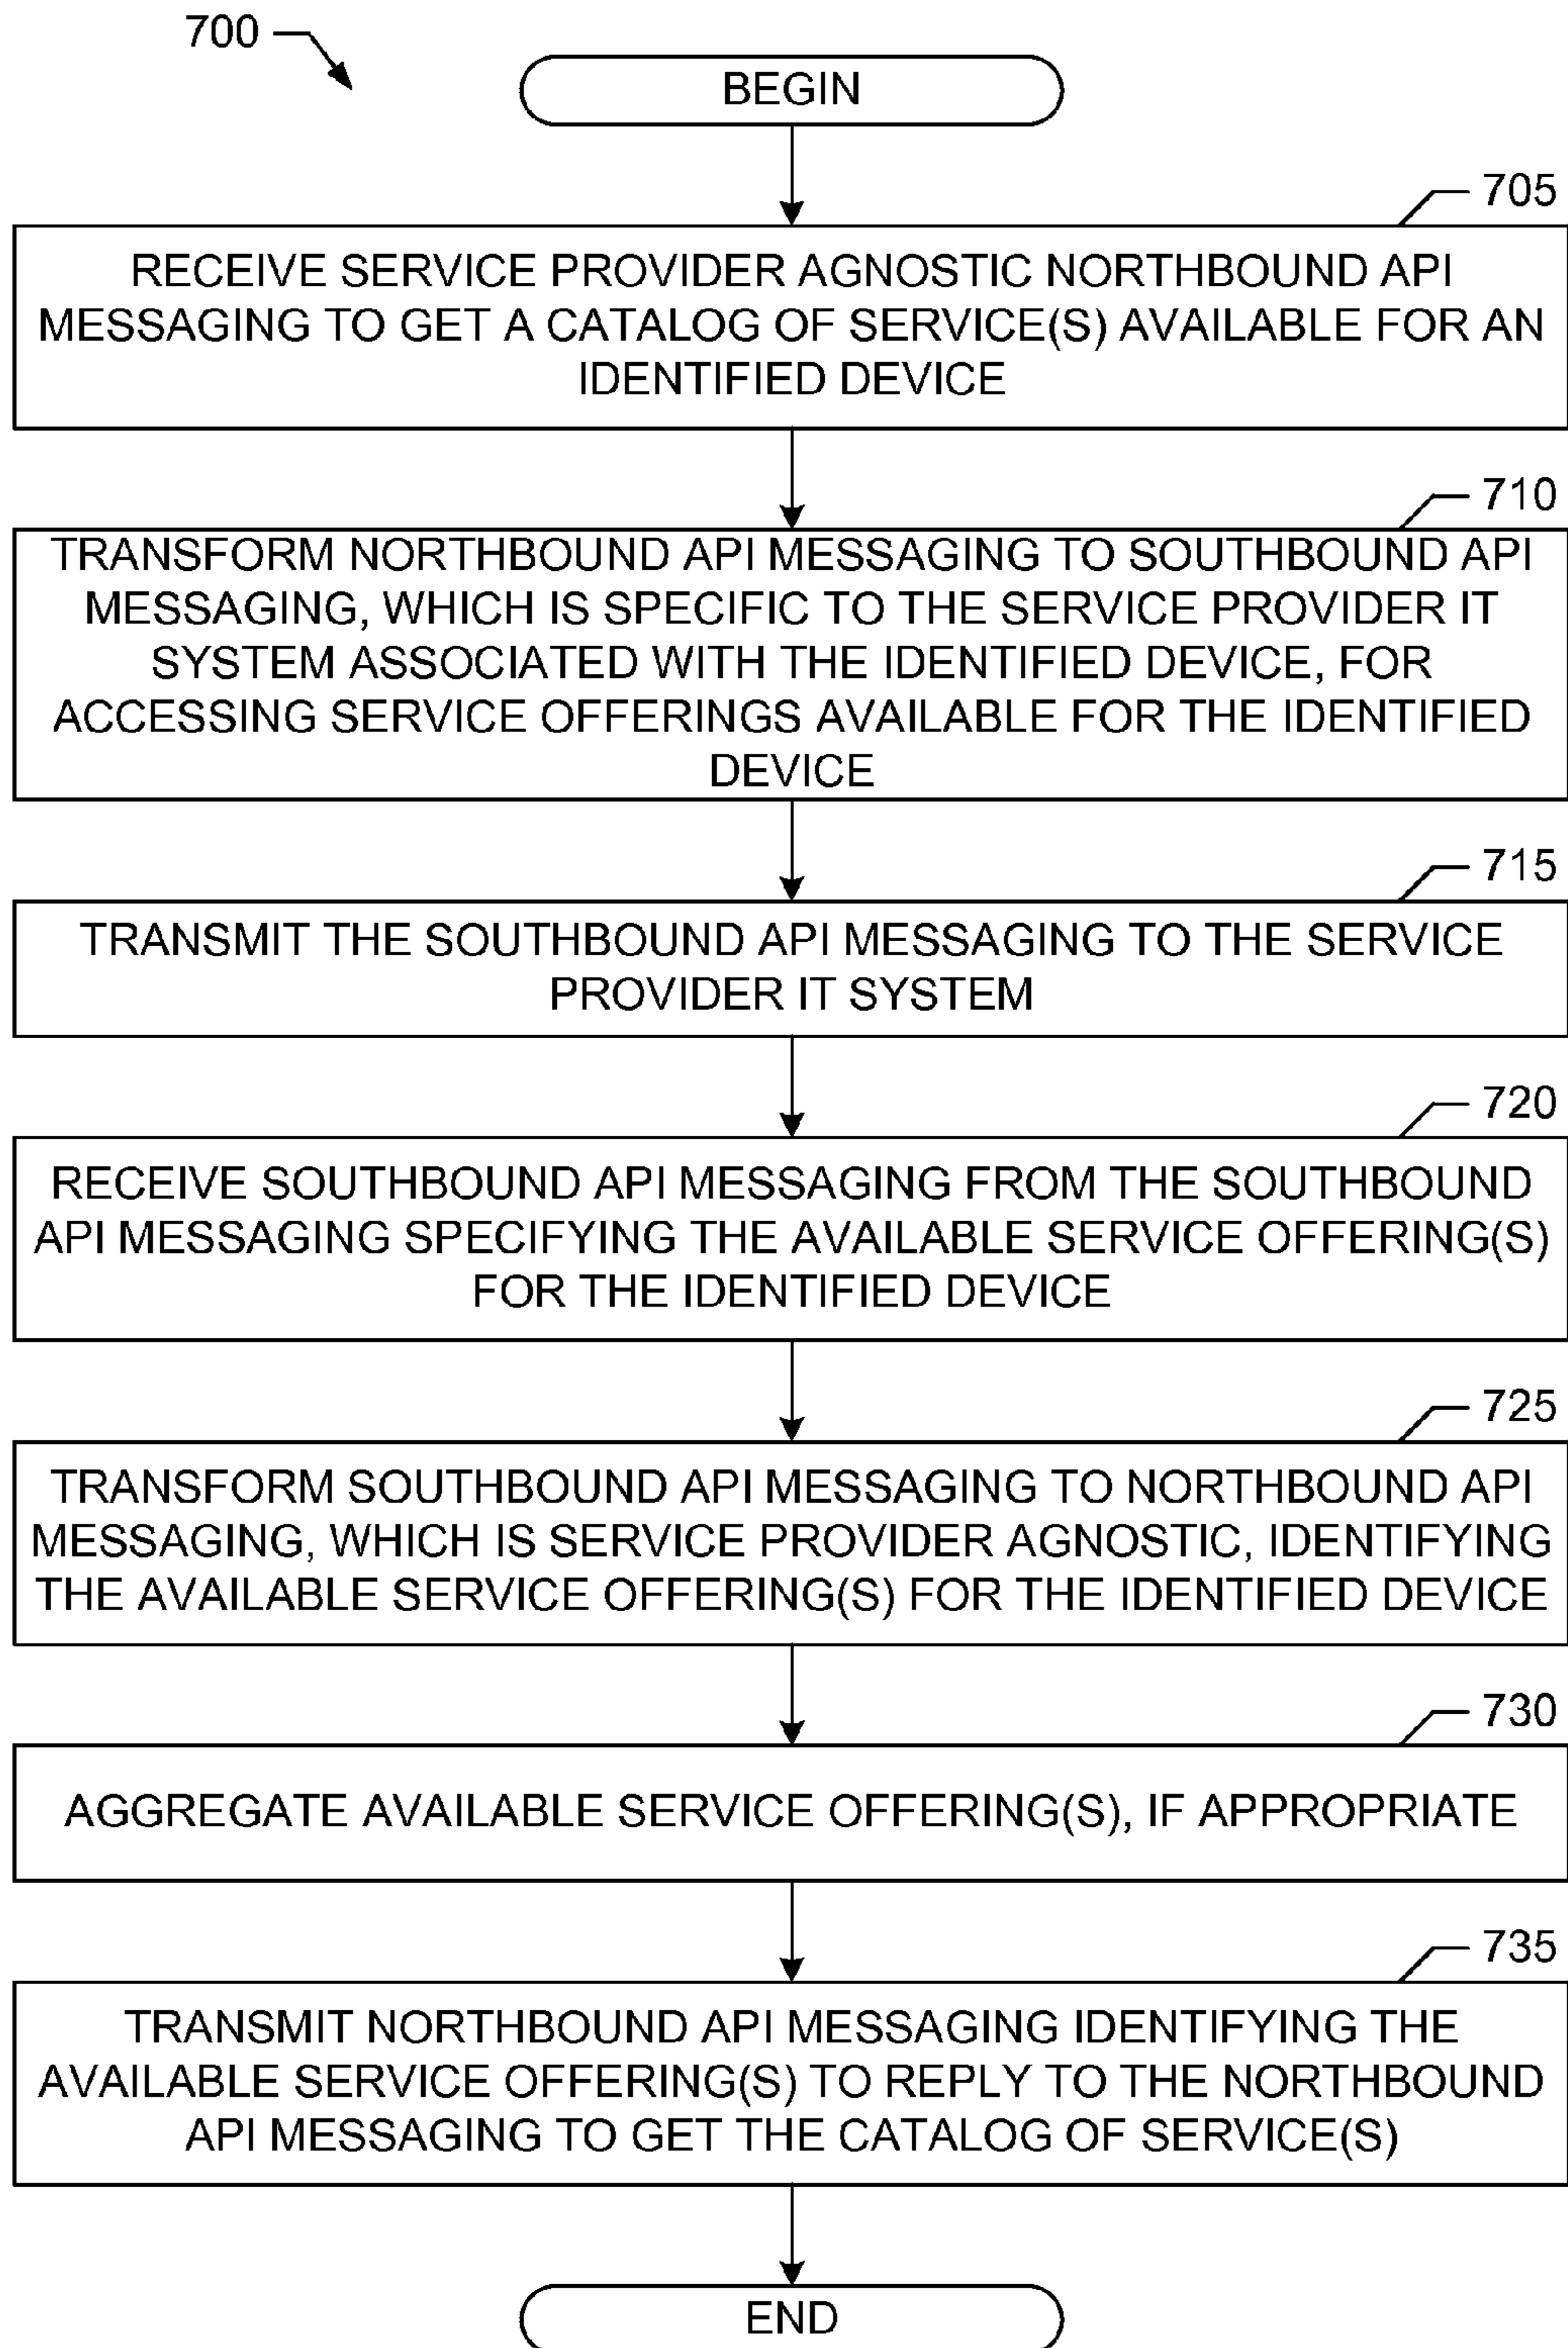 700
BEGIN
705
RECEIVE SERVICE PROVIDER AGNOSTIC NORTHBOUND API
MESSAGING TO GET A CATALOG OF SERVICE(S) AVAILABLE FOR AN
IDENTIFIED DEVICE
710
TRANSFORM NORTHBOUND API MESSAGING TO SOUTHBOUND API
MESSAGING, WHICH IS SPECIFIC TO THE SERVICE PROVIDER IT
SYSTEM ASSOCIATED WITH THE IDENTIFIED DEVICE, FOR
ACCESSING SERVICE OFFERINGS AVAILABLE FOR THE IDENTIFIED
DEVICE
715
TRANSMIT THE SOUTHBOUND API MESSAGING TO THE SERVICE
PROVIDER IT SYSTEM
720
RECEIVE SOUTHBOUND API MESSAGING FROM THE SOUTHBOUND
API MESSAGING SPECIFYING THE AVAILABLE SERVICE OFFERING(S)
FOR THE IDENTIFIED DEVICE
725
TRANSFORM SOUTHBOUND API MESSAGING TO NORTHBOUND API
MESSAGING, WHICH IS SERVICE PROVIDER AGNOSTIC, IDENTIFYING
THE AVAILABLE SERVICE OFFERING(S) FOR THE IDENTIFIED DEVICE
730
AGGREGATE AVAILABLE SERVICE OFFERING(S), IF APPROPRIATE
735
TRANSMIT NORTHBOUND API MESSAGING IDENTIFYING THE
AVAILABLE SERVICE OFFERING(S) TO REPLY TO THE NORTHBOUND
API MESSAGING TO GET THE CATALOG OF SERVICE(S)
END